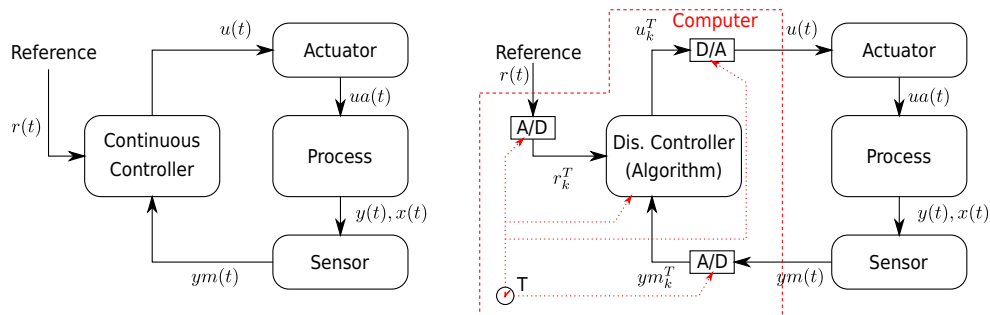 Reference
r(t)
u(t)
Actuator
ua(t)
Continuous
Controller
Process
y(t), x(t)
Sensor
ym(t)
Computer
Reference
r(t)
A/D
r_k^T
u_k^T
D/A
u(t)
Actuator
ua(t)
Dis. Controller
(Algorithm)
Process
y(t), x(t)
ym_k^T
A/D
ym(t)
Sensor
T